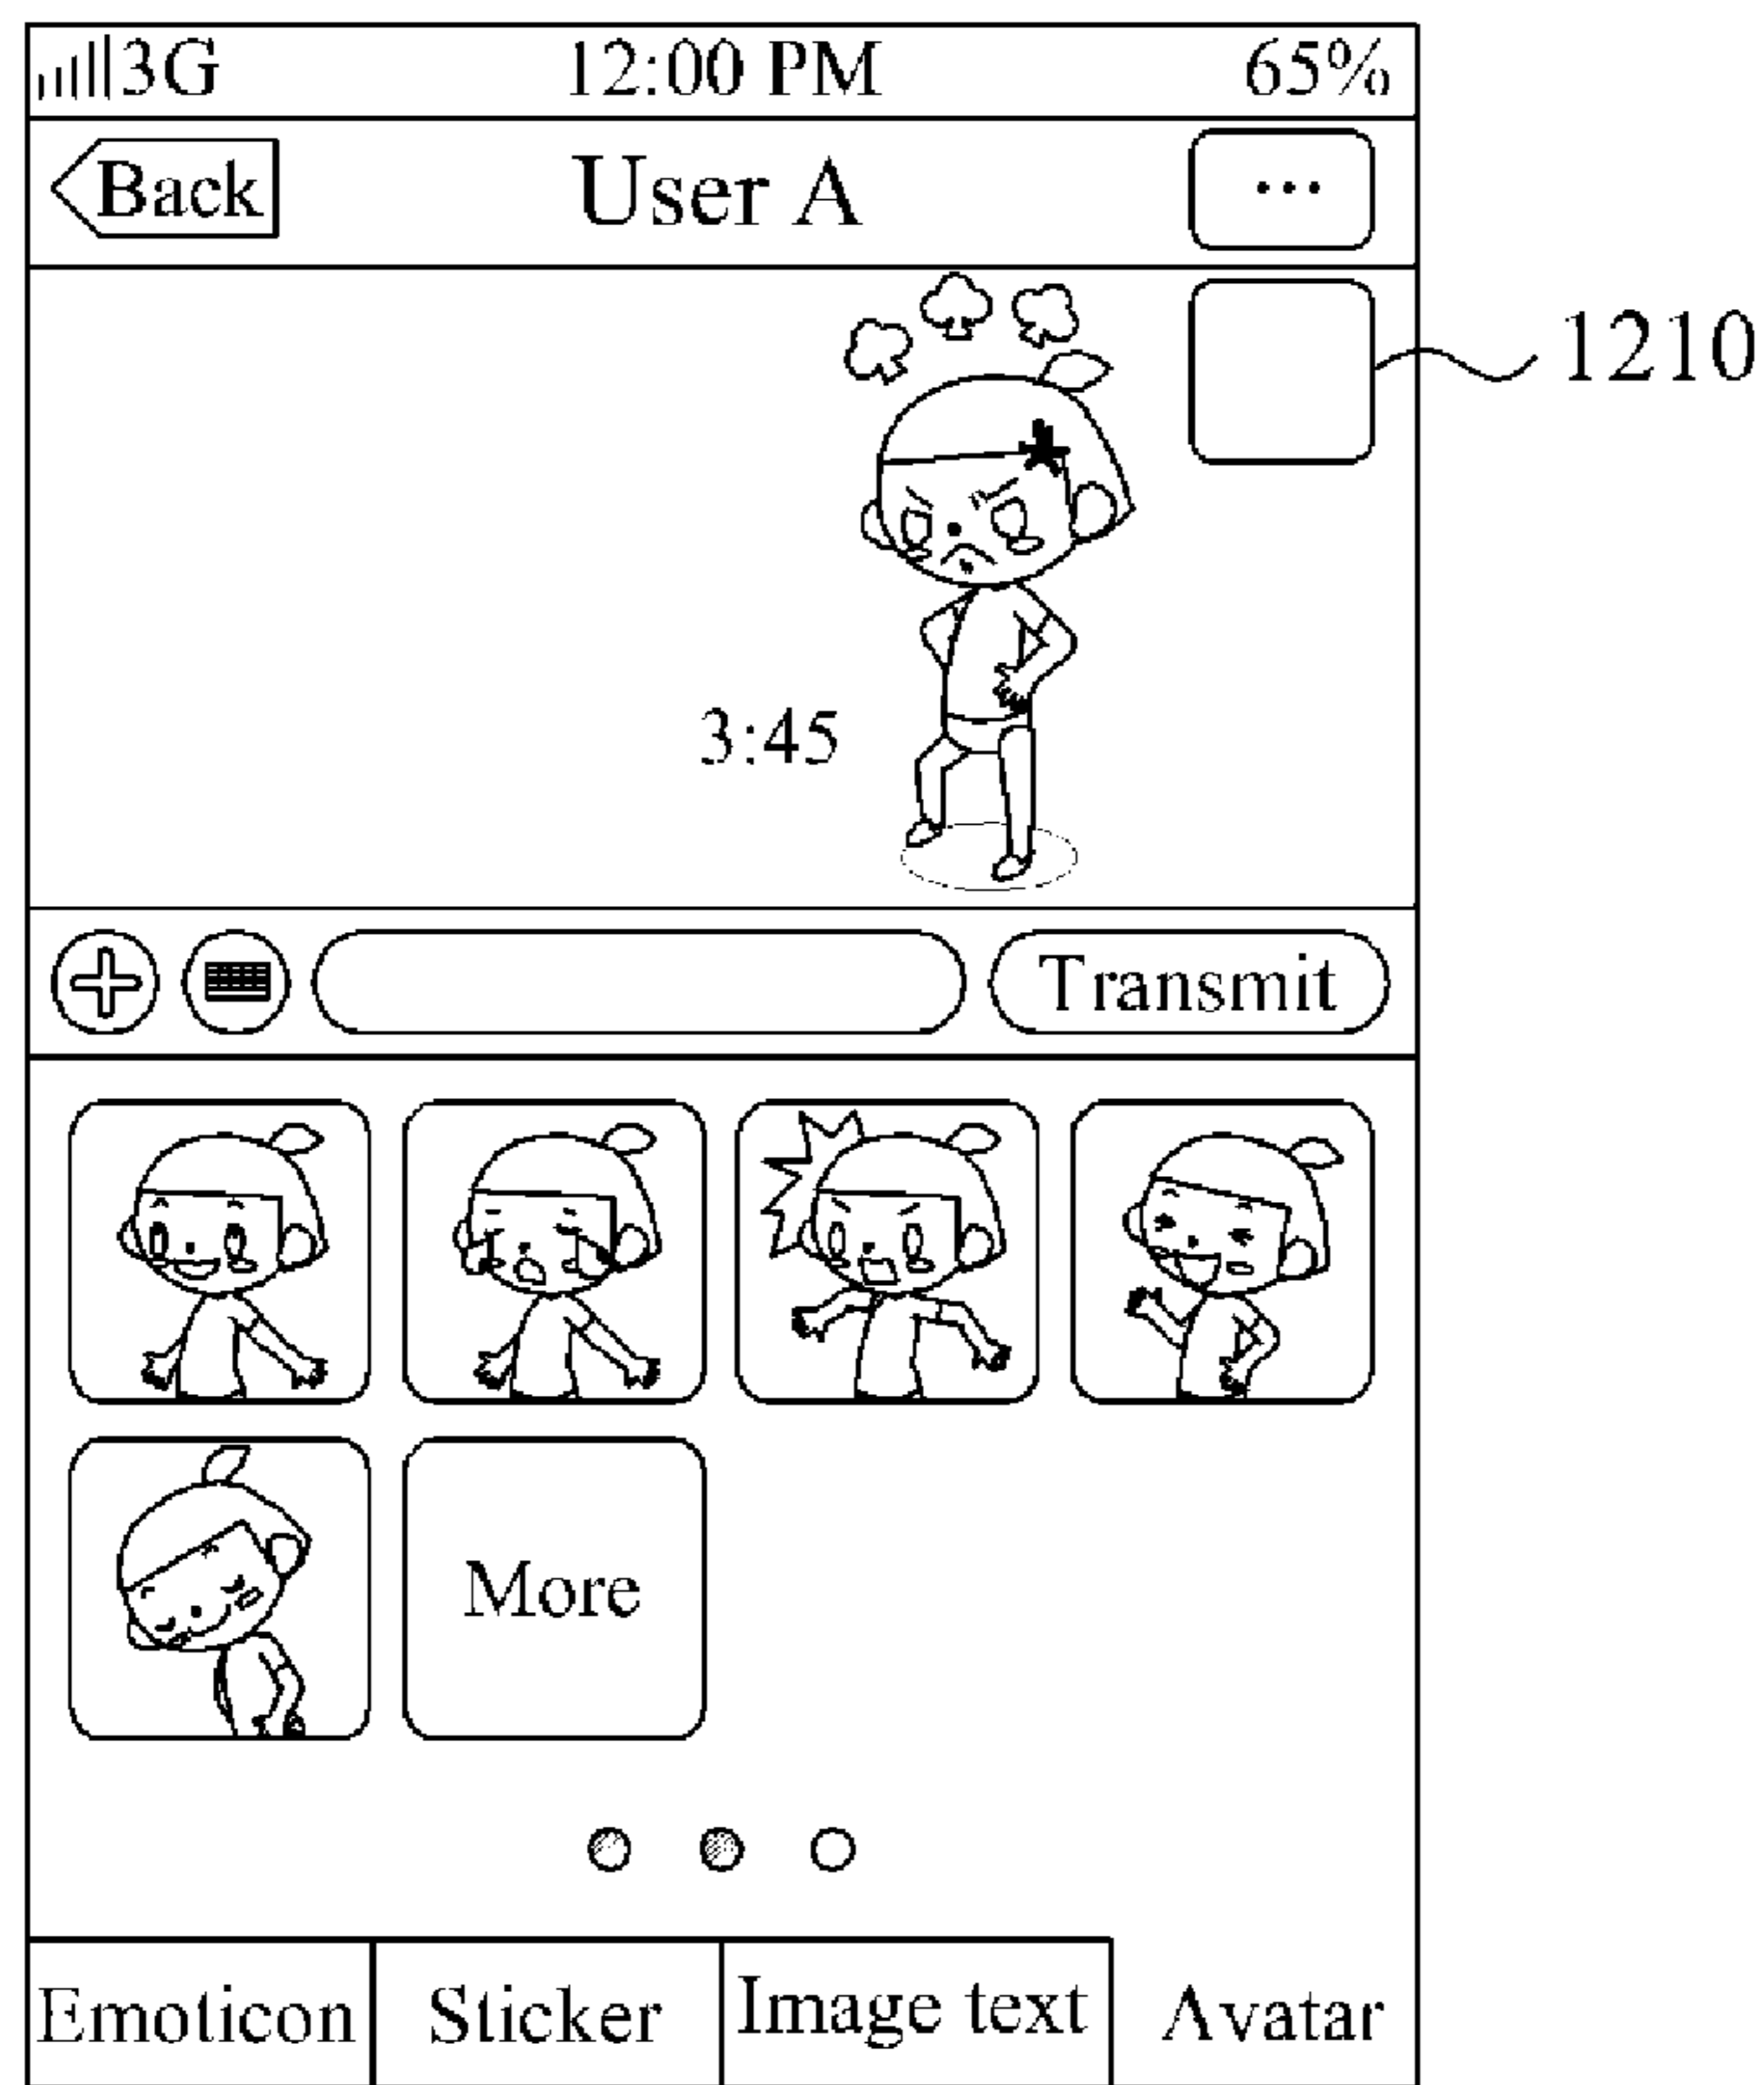 3G 12:00 PM 65%
Back User A ...
1210
3:45
Transmit
More
Emoticon Sticker Image text Avatar